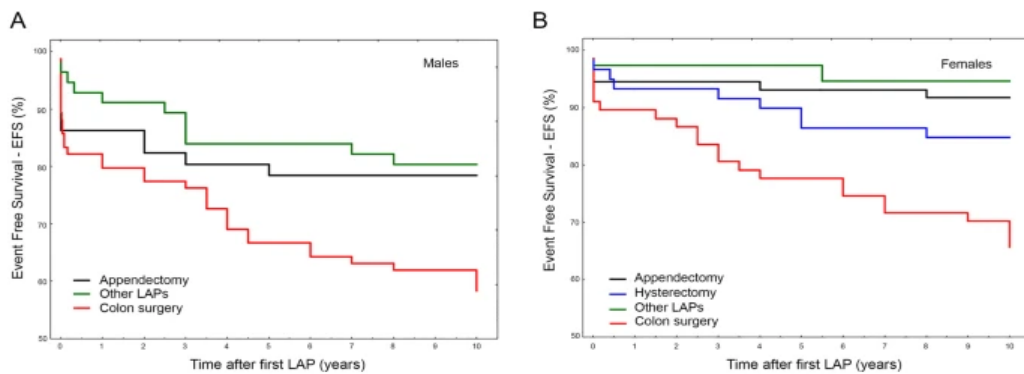 A
Males
Event Free Survival - EFS (%)
100
90
80
70
60
50
Appendectomy
Other LAPs
Colon surgery
0 1 2 3 4 5 6 7 8 9 10
Time after first LAP (years)
B
Females
Event Free Survival - EFS (%)
100
90
80
70
60
50
Appendectomy
Hysterectomy
Other LAPs
Colon surgery
0 1 2 3 4 5 6 7 8 9 10
Time after first LAP (years)